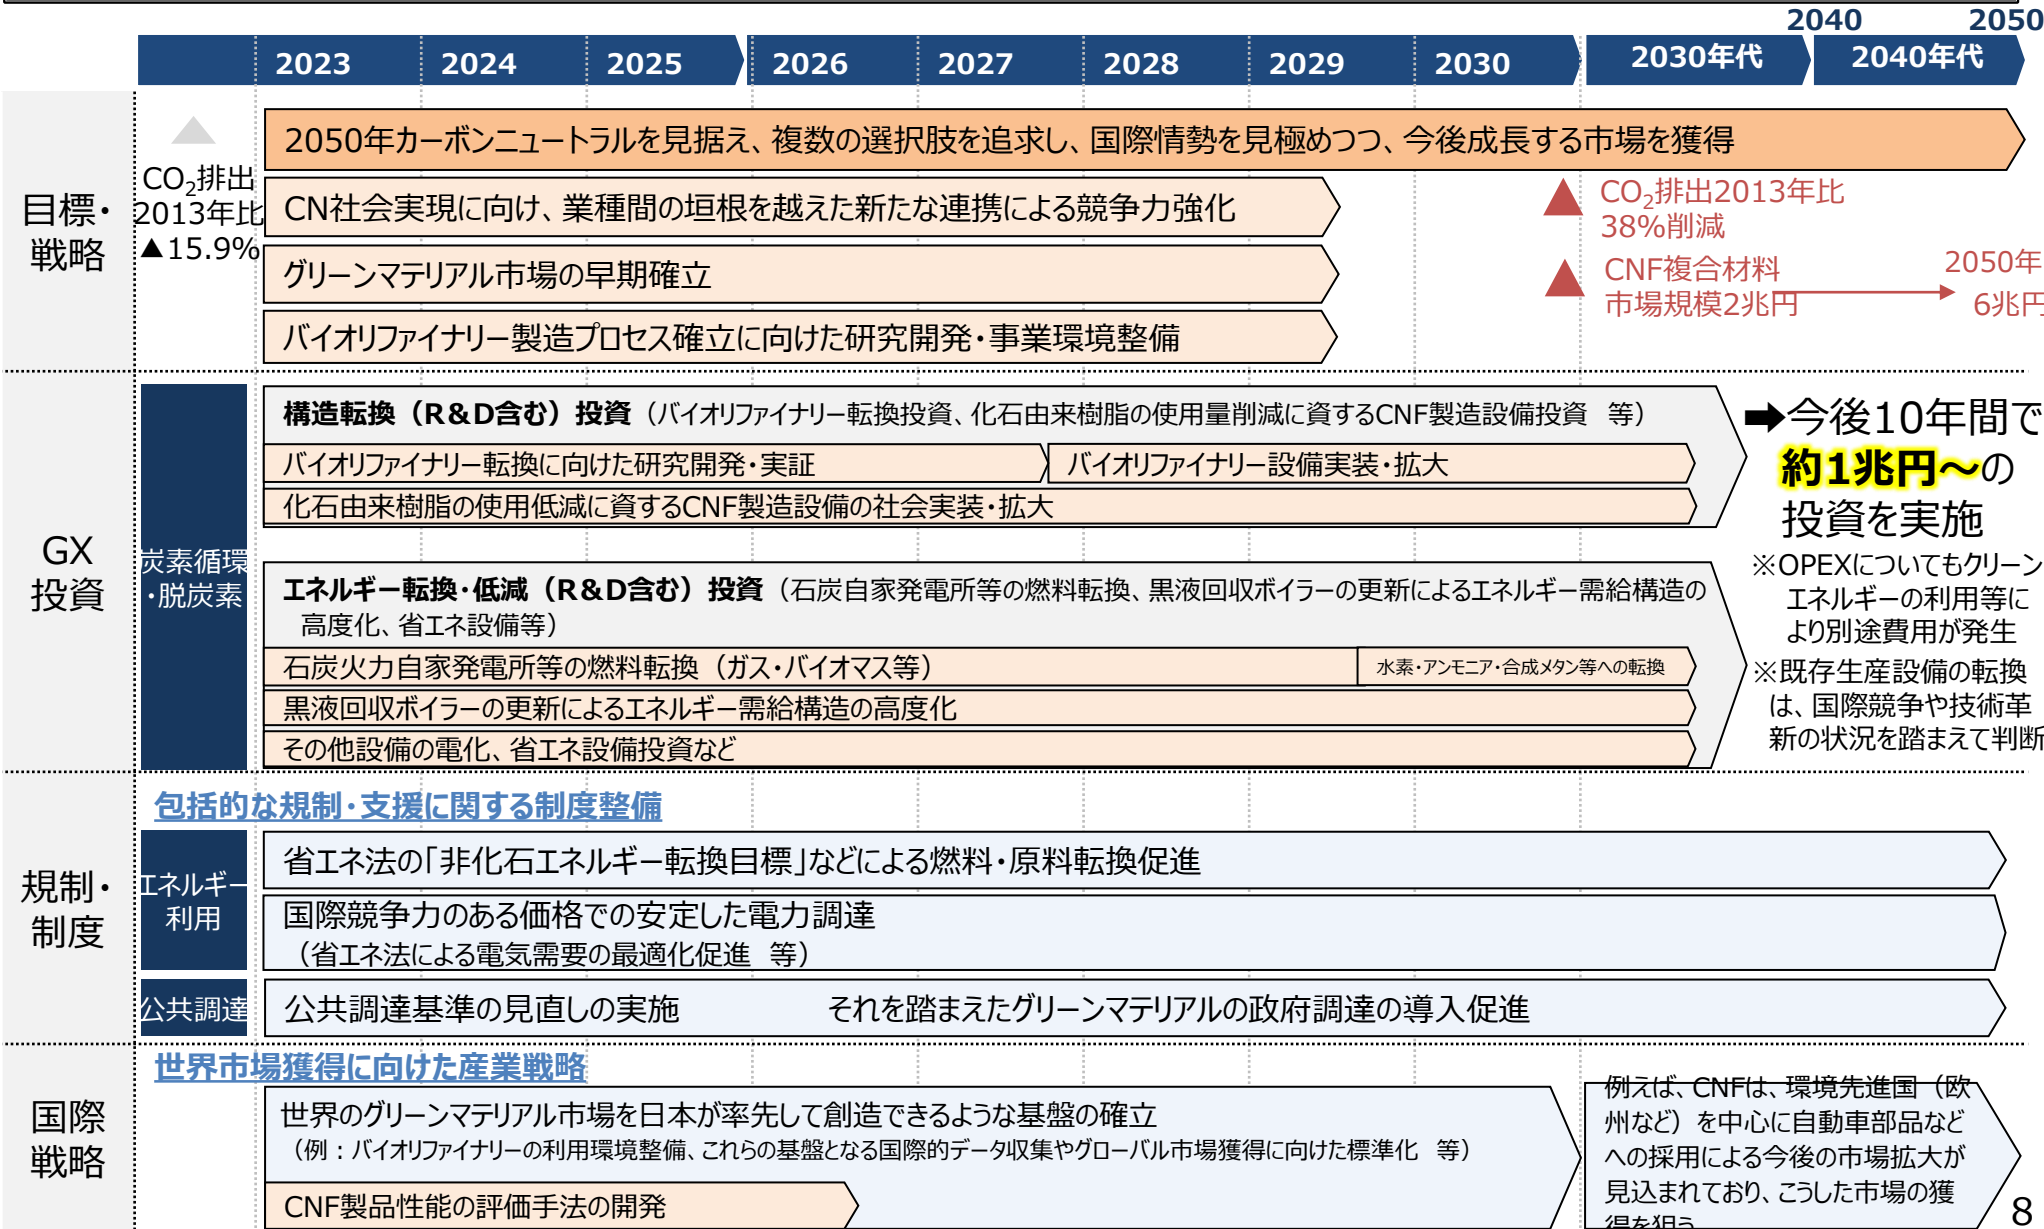 2040 2050
2023 2024 2025 2026 2027 2028 2029 2030 2030年代 2040年代
目標・
戦略
CO₂排出
2013年比
▲15.9%
2050年カーボンニュートラルを見据え、複数の選択肢を追求し、国際情勢を見極めつつ、今後成長する市場を獲得
CN社会実現に向け、業種間の垣根を越えた新たな連携による競争力強化
グリーンマテリアル市場の早期確立
バイオリファイナリー製造プロセス確立に向けた研究開発・事業環境整備
CO₂排出2013年比
38%削減
CNF複合材料
市場規模2兆円
2050年
6兆円
GX
投資
炭素循環
・脱炭素
構造転換（R&D含む）投資（バイオリファイナリー転換投資、化石由来樹脂の使用量削減に資するCNF製造設備投資　等）
バイオリファイナリー転換に向けた研究開発・実証
バイオリファイナリー設備実装・拡大
化石由来樹脂の使用低減に資するCNF製造設備の社会実装・拡大
エネルギー転換・低減（R&D含む）投資（石炭自家発電所等の燃料転換、黒液回収ボイラーの更新によるエネルギー需給構造の
高度化、省エネ設備等）
石炭火力自家発電所等の燃料転換（ガス・バイオマス等）
水素・アンモニア・合成メタン等への転換
黒液回収ボイラーの更新によるエネルギー需給構造の高度化
その他設備の電化、省エネ設備投資など
➡今後10年間で
約1兆円～の
投資を実施
※OPEXについてもクリーン
エネルギーの利用等に
より別途費用が発生
※既存生産設備の転換
は、国際競争や技術革
新の状況を踏まえて判断
規制・
制度
包括的な規制・支援に関する制度整備
エネルギー
利用
省エネ法の「非化石エネルギー転換目標」などによる燃料・原料転換促進
国際競争力のある価格での安定した電力調達
（省エネ法による電気需要の最適化促進　等）
公共調達
公共調達基準の見直しの実施　　　それを踏まえたグリーンマテリアルの政府調達の導入促進
国際
戦略
世界市場獲得に向けた産業戦略
世界のグリーンマテリアル市場を日本が率先して創造できるような基盤の確立
（例：バイオリファイナリーの利用環境整備、これらの基盤となる国際的データ収集やグローバル市場獲得に向けた標準化　等）
CNF製品性能の評価手法の開発
例えば、CNFは、環境先進国（欧
州など）を中心に自動車部品など
への採用による今後の市場拡大が
見込まれており、こうした市場の獲
得を狙う
8